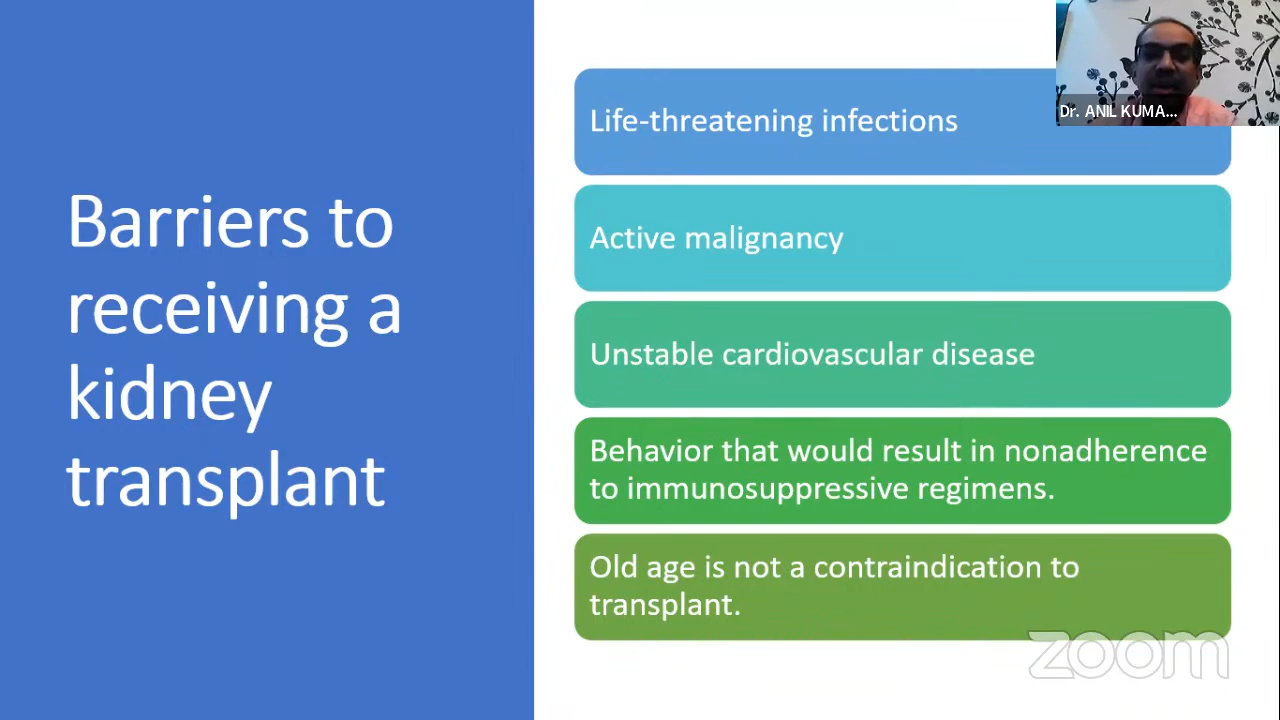 Barriers to
receiving a
kidney
transplant
Life-threatening infections
Active malignancy
Unstable cardiovascular disease
Behavior that would result in nonadherence
to immunosuppressive regimens.
Old age is not a contraindication to
transplant.
Dr. ANIL KUMA...
zoom